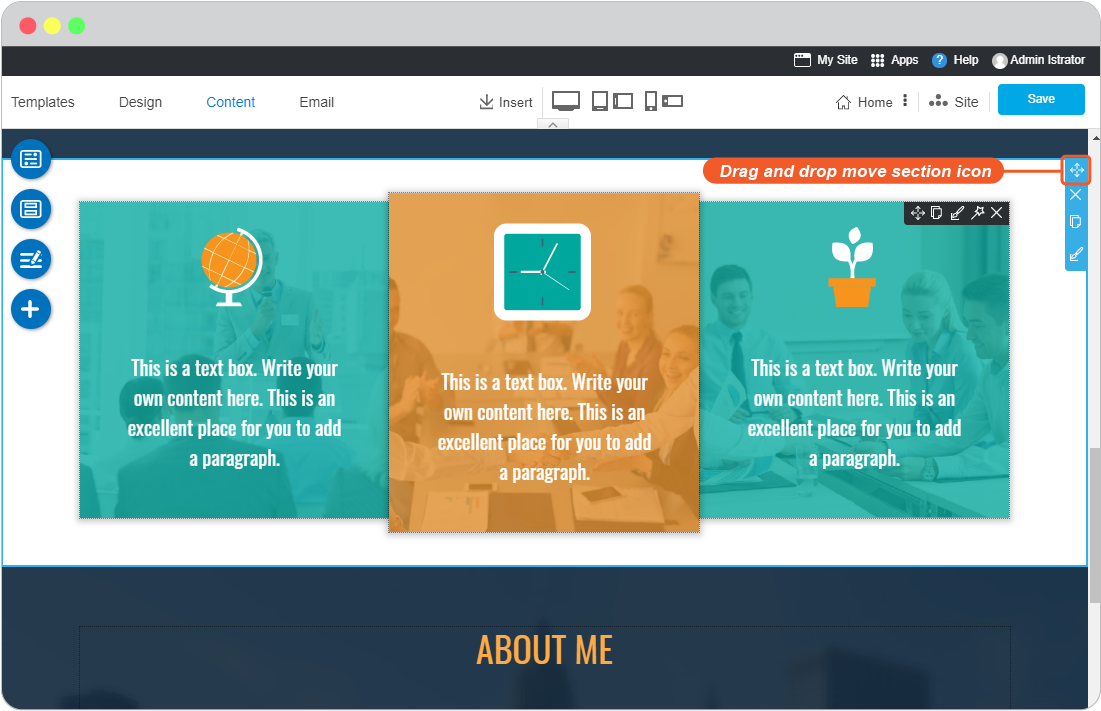 My Site Apps ? Help Admin Istrator
Templates Design Content Email Insert Home Site Save
Drag and drop move section icon
This is a text box. Write your
own content here. This is an
excellent place for you to add
a paragraph.
This is a text box. Write your
own content here. This is an
excellent place for you to add
a paragraph.
This is a text box. Write your
own content here. This is an
excellent place for you to add
a paragraph.
ABOUT ME